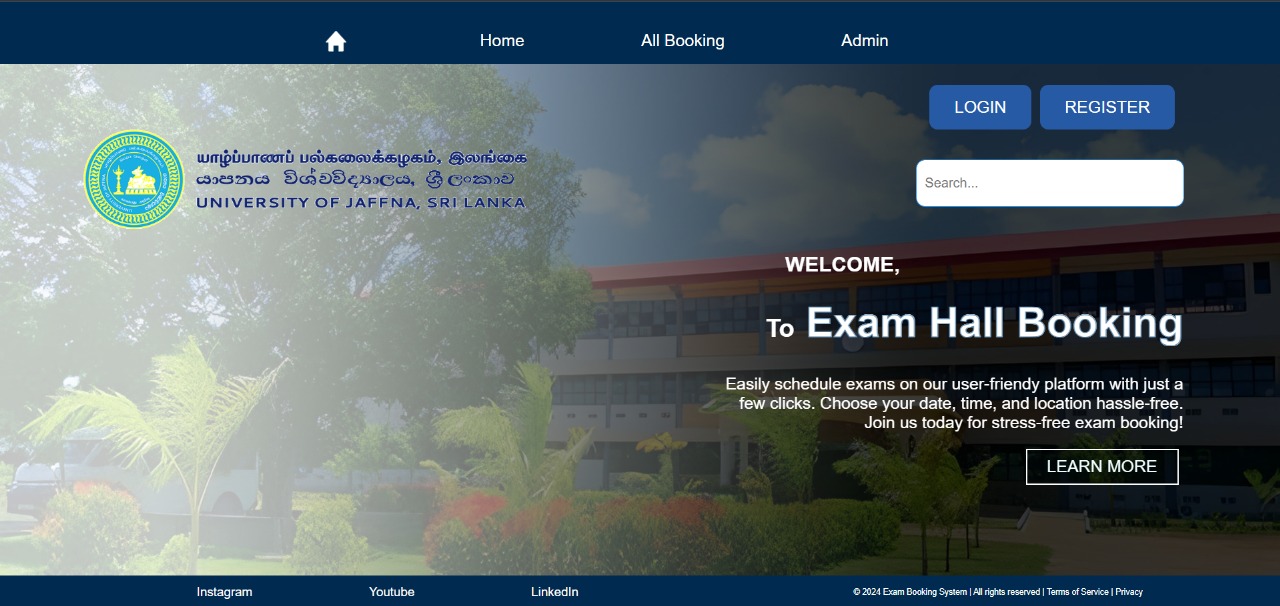 Home
All Booking
Admin
LOGIN
REGISTER
யாழ்ப்பாணப் பல்கலைக்கழகம், இலங்கை
යාපනය විශ්වවිද්‍යාලය, ශ්‍රී ලංකාව
UNIVERSITY OF JAFFNA, SRI LANKA
Search...
WELCOME,
To Exam Hall Booking
Easily schedule exams on our user-friendy platform with just a
few clicks. Choose your date, time, and location hassle-free.
Join us today for stress-free exam booking!
LEARN MORE
Instagram
Youtube
LinkedIn
© 2024 Exam Booking System | All rights reserved | Terms of Service | Privacy